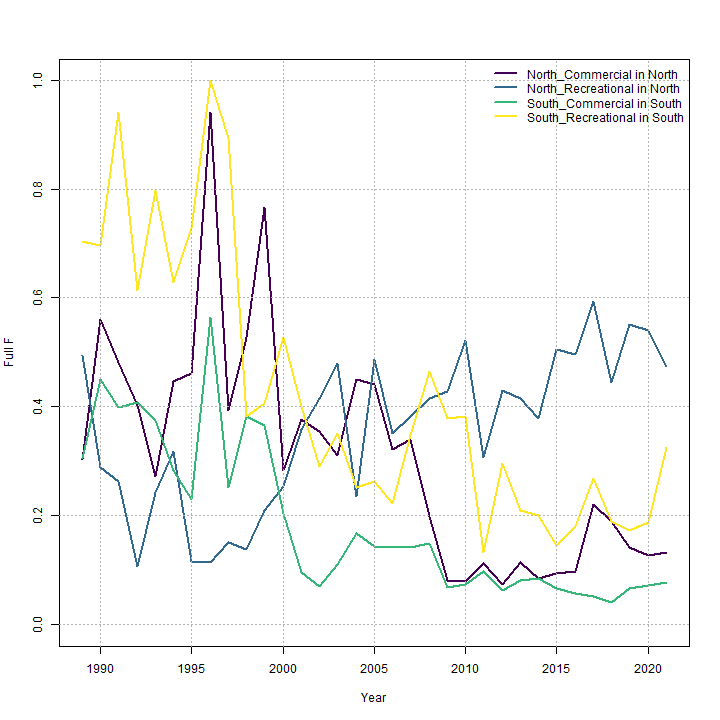 North_Commercial in North
North_Recreational in North
South_Commercial in South
South_Recreational in South
Full F
1.0
0.8
0.6
0.4
0.2
0.0
1990 1995 2000 2005 2010 2015 2020
Year